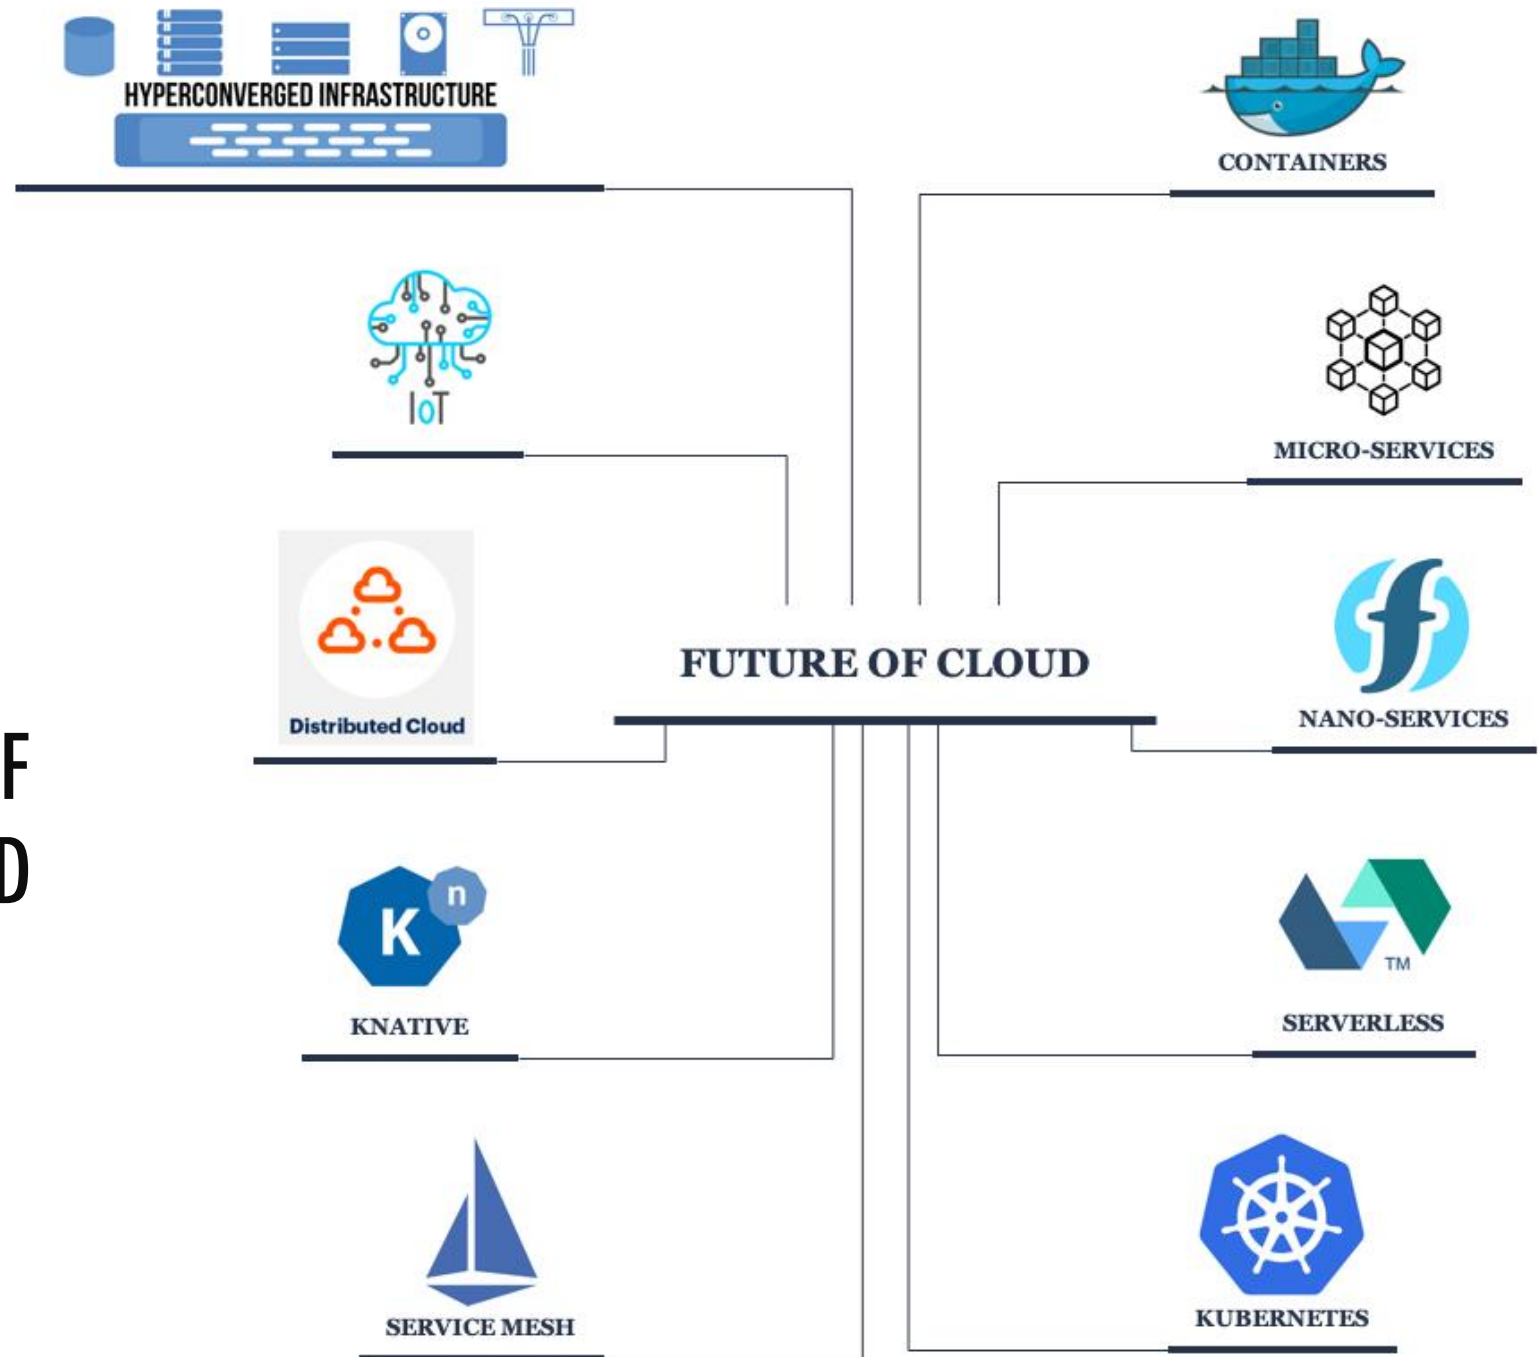 HYPERCONVERGED INFRASTRUCTURE
CONTAINERS
IoT
MICRO-SERVICES
Distributed Cloud
FUTURE OF CLOUD
f
NANO-SERVICES
F
D
K n
KNATIVE
TM
SERVERLESS
SERVICE MESH
KUBERNETES